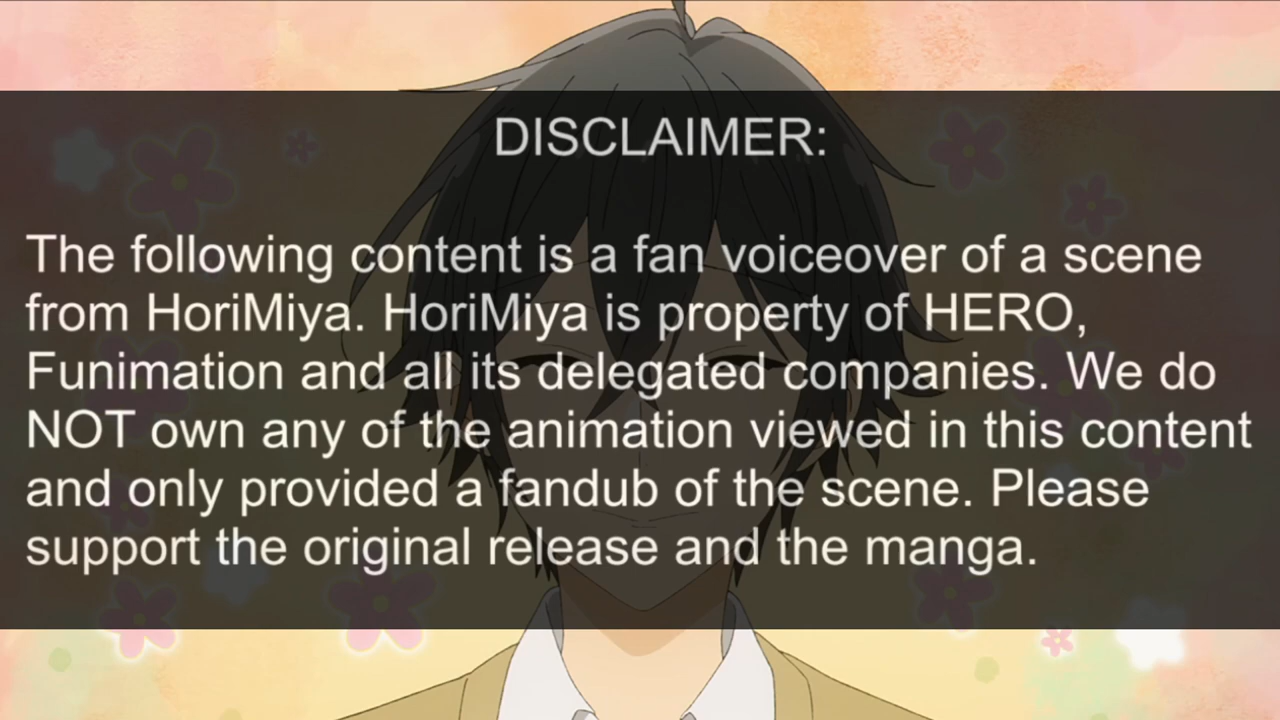 DISCLAIMER:
The following content is a fan voiceover of a scene
from HoriMiya. HoriMiya is property of HERO,
Funimation and all its delegated companies. We do
NOT own any of the animation viewed in this content
and only provided a fandub of the scene. Please
support the original release and the manga.